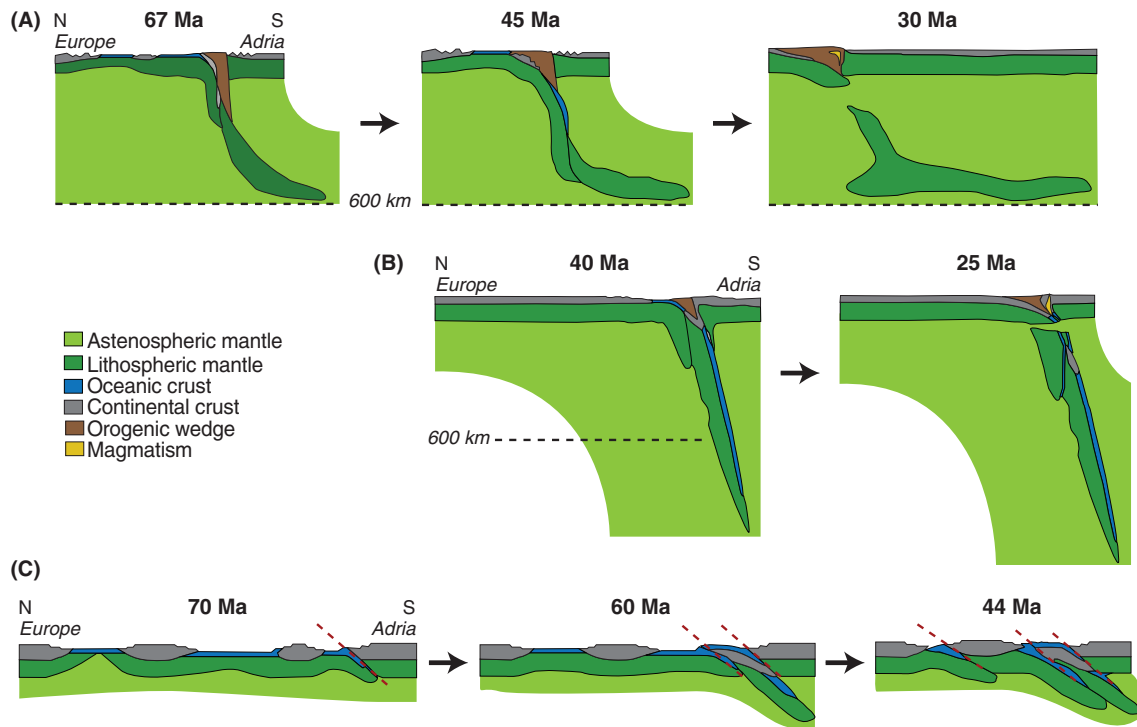 (A) N 67 Ma S
Europe Adria
45 Ma
30 Ma
600 km
(B) N 40 Ma S
Europe Adria
25 Ma
600 km
Astenospheric mantle
Lithospheric mantle
Oceanic crust
Continental crust
Orogenic wedge
Magmatism
(C)
N 70 Ma S
Europe Adria
60 Ma
44 Ma